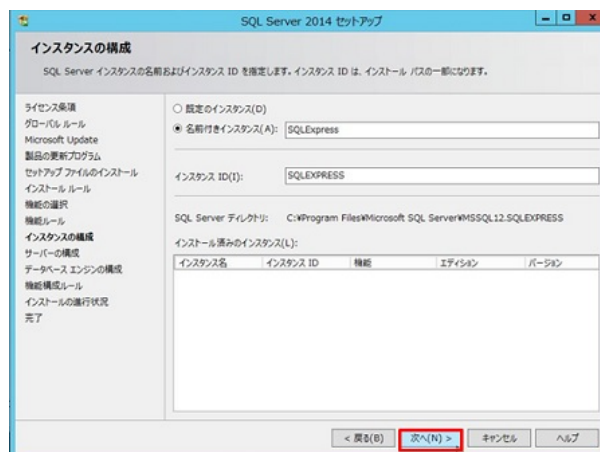 SQL Server 2014 セットアップ
インスタンスの構成
SQL Server インスタンスの名前およびインスタンス ID を指定します。インスタンス ID は、インストール パスの一部になります。
ライセンス条項
グローバル ルール
Microsoft Update
製品の更新プログラム
セットアップ ファイルのインストール
インストール ルール
機能の選択
機能ルール
インスタンスの構成
サーバーの構成
データベース エンジンの構成
機能構成ルール
インストールの進行状況
完了
既定のインスタンス(D)
名前付きインスタンス(A): SQLExpress
インスタンス ID(I): SQLEXPRESS
SQL Server ディレクトリ: C:¥Program Files¥Microsoft SQL Server¥MSSQL12.SQLEXPRESS
インストール済みのインスタンス(L):
インスタンス名 インスタンス ID 機能 エディション バージョン
< 戻る(B) 次へ(N) > キャンセル ヘルプ